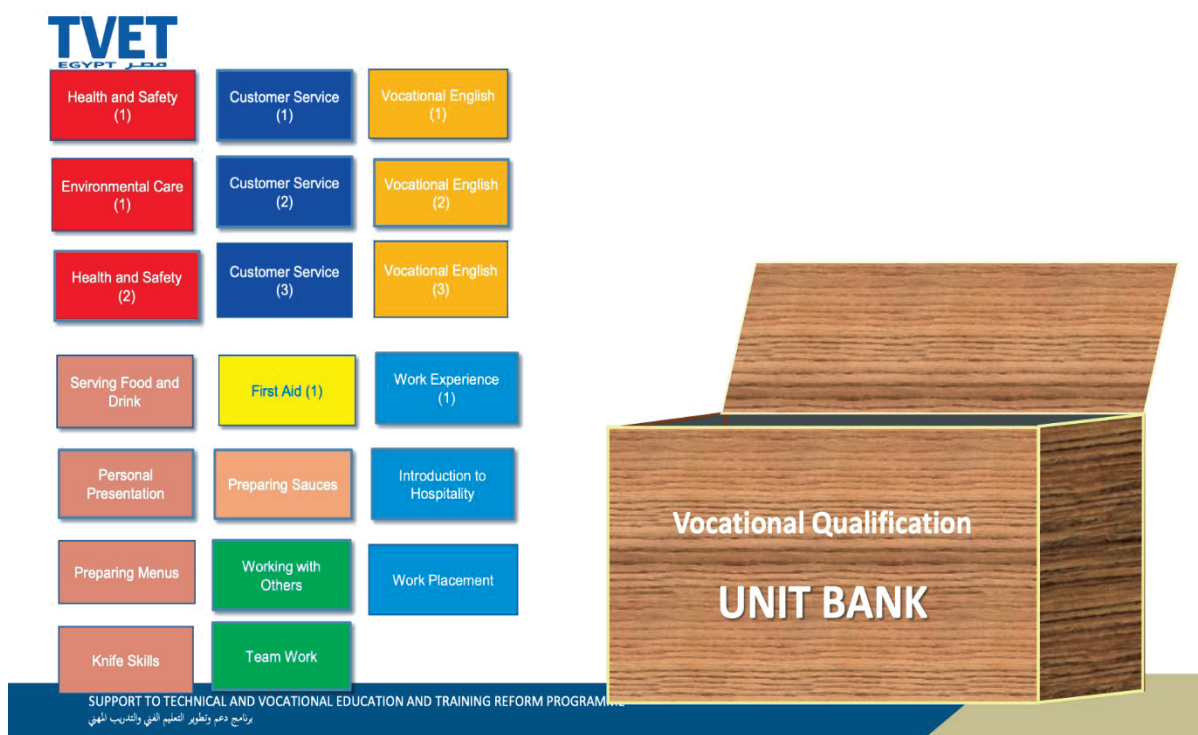 TVET
EGYPT مصر
Health and Safety
(1)
Customer Service
(1)
Vocational English
(1)
Environmental Care
(1)
Customer Service
(2)
Vocational English
(2)
Health and Safety
(2)
Customer Service
(3)
Vocational English
(3)
Serving Food and
Drink
First Aid (1)
Work Experience
(1)
Personal
Presentation
Preparing Sauces
Introduction to
Hospitality
Preparing Menus
Working with
Others
Work Placement
Knife Skills
Team Work
Vocational Qualification
UNIT BANK
SUPPORT TO TECHNICAL AND VOCATIONAL EDUCATION AND TRAINING REFORM PROGRAMME
برنامج دعم وتطوير التعليم الفني والتدريب المهني